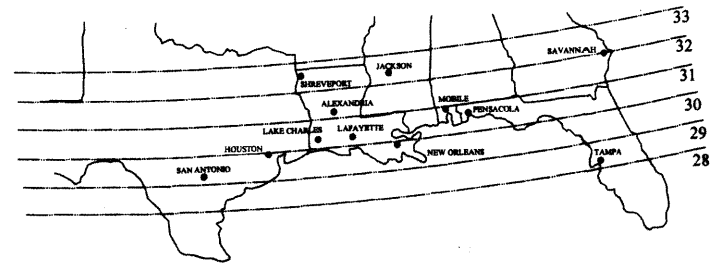 33
SAVANNAH
32
JACKSON
SHREVEPORT
31
ALEXANDRIA
MOBILE
PENSACOLA
30
LAKE CHARLES
LAFAYETTE
HOUSTON
NEW ORLEANS
29
TAMPA
28
SAN ANTONIO